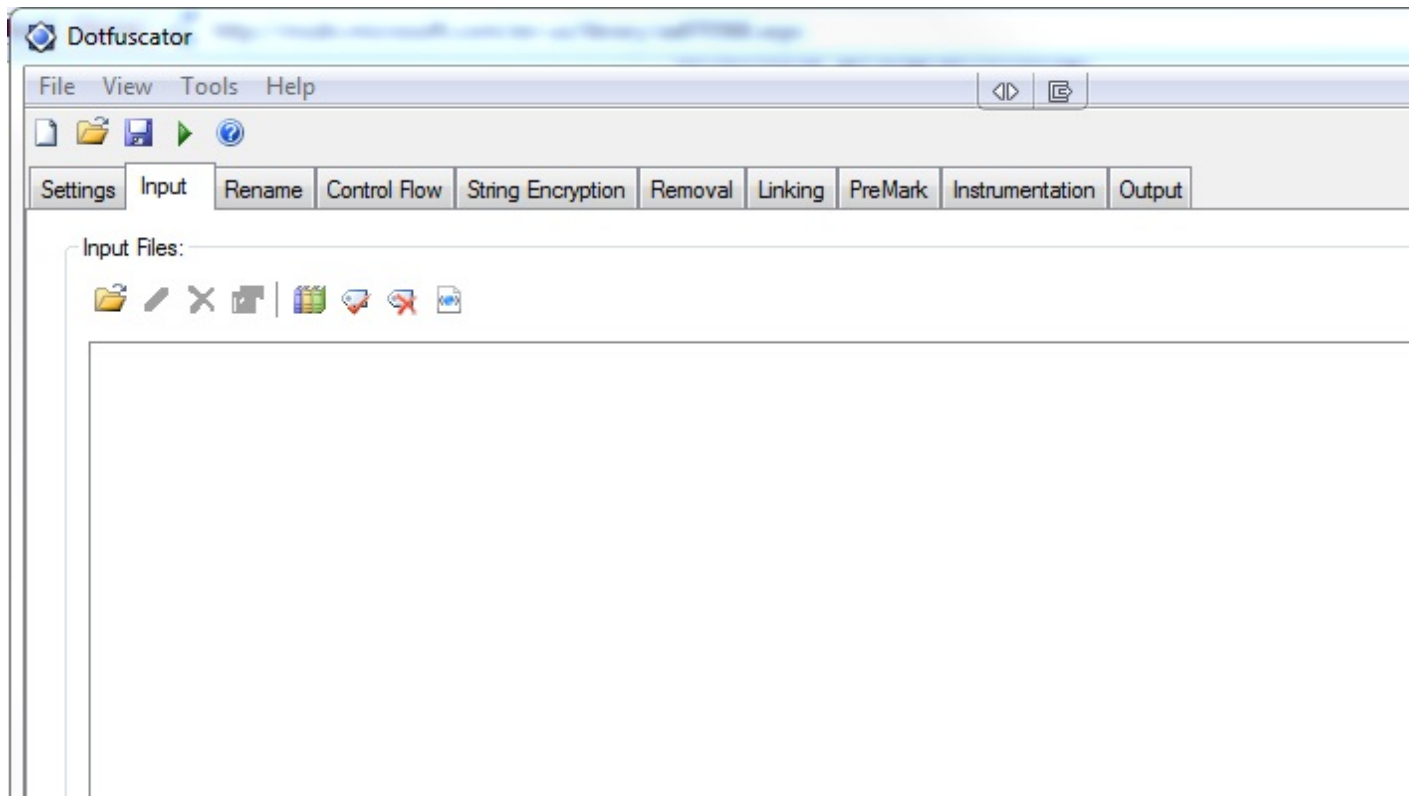 Dotfuscator
File View Tools Help
Settings Input Rename Control Flow String Encryption Removal Linking PreMark Instrumentation Output
Input Files: